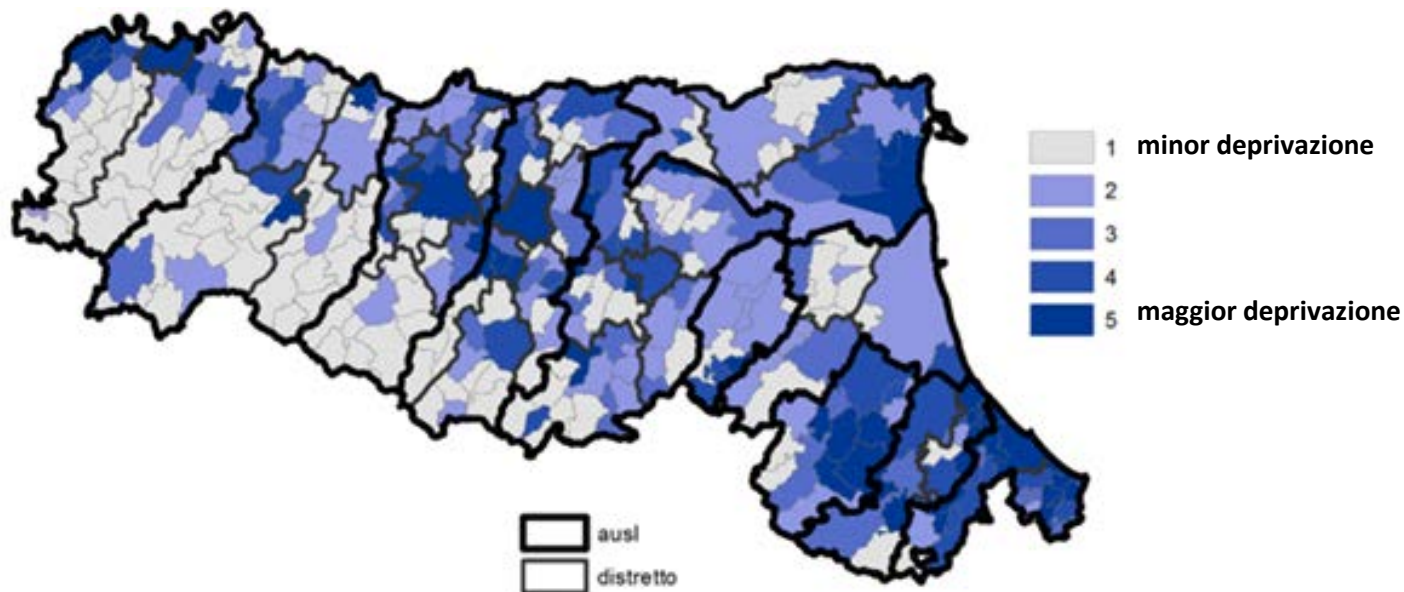 1 minor deprivazione
2
3
4
5 maggior deprivazione
ausl
distretto